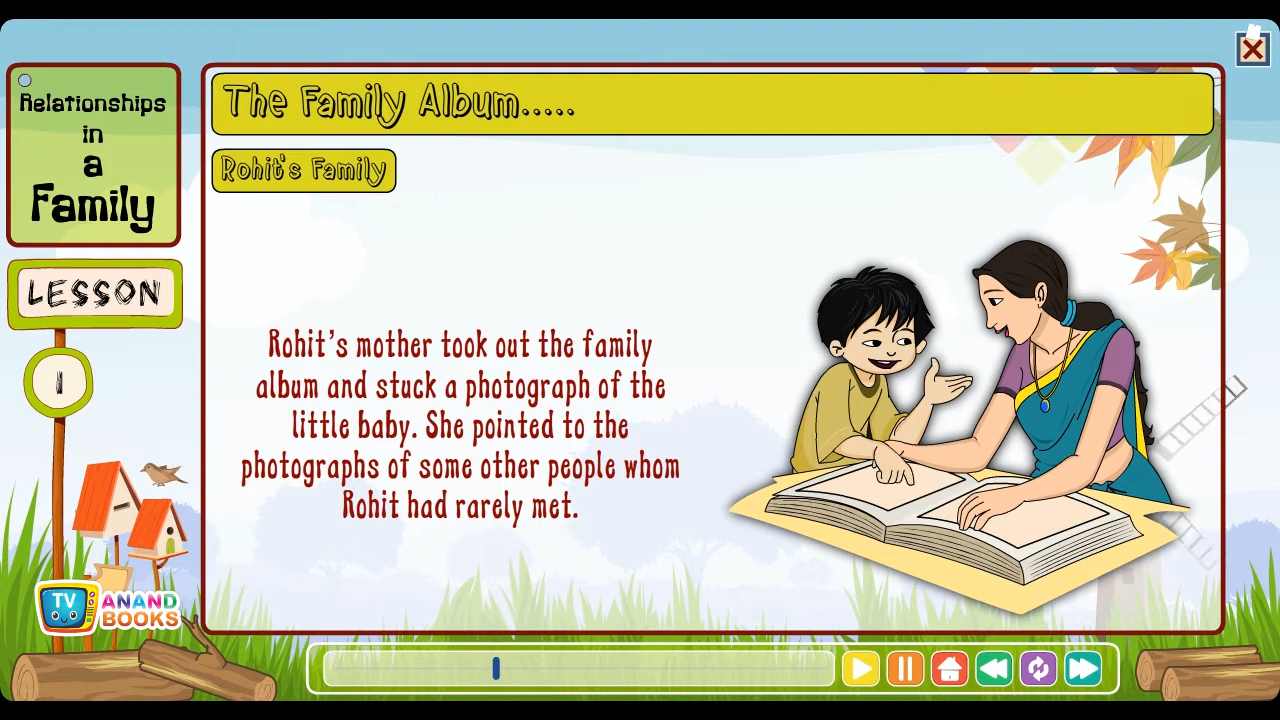 Relationships
in
a
Family
LESSON
1
The Family Album.....
Rohit's Family
Rohit's mother took out the family
album and stuck a photograph of the
little baby. She pointed to the
photographs of some other people whom
Rohit had rarely met.
TV
ANAND
BOOKS